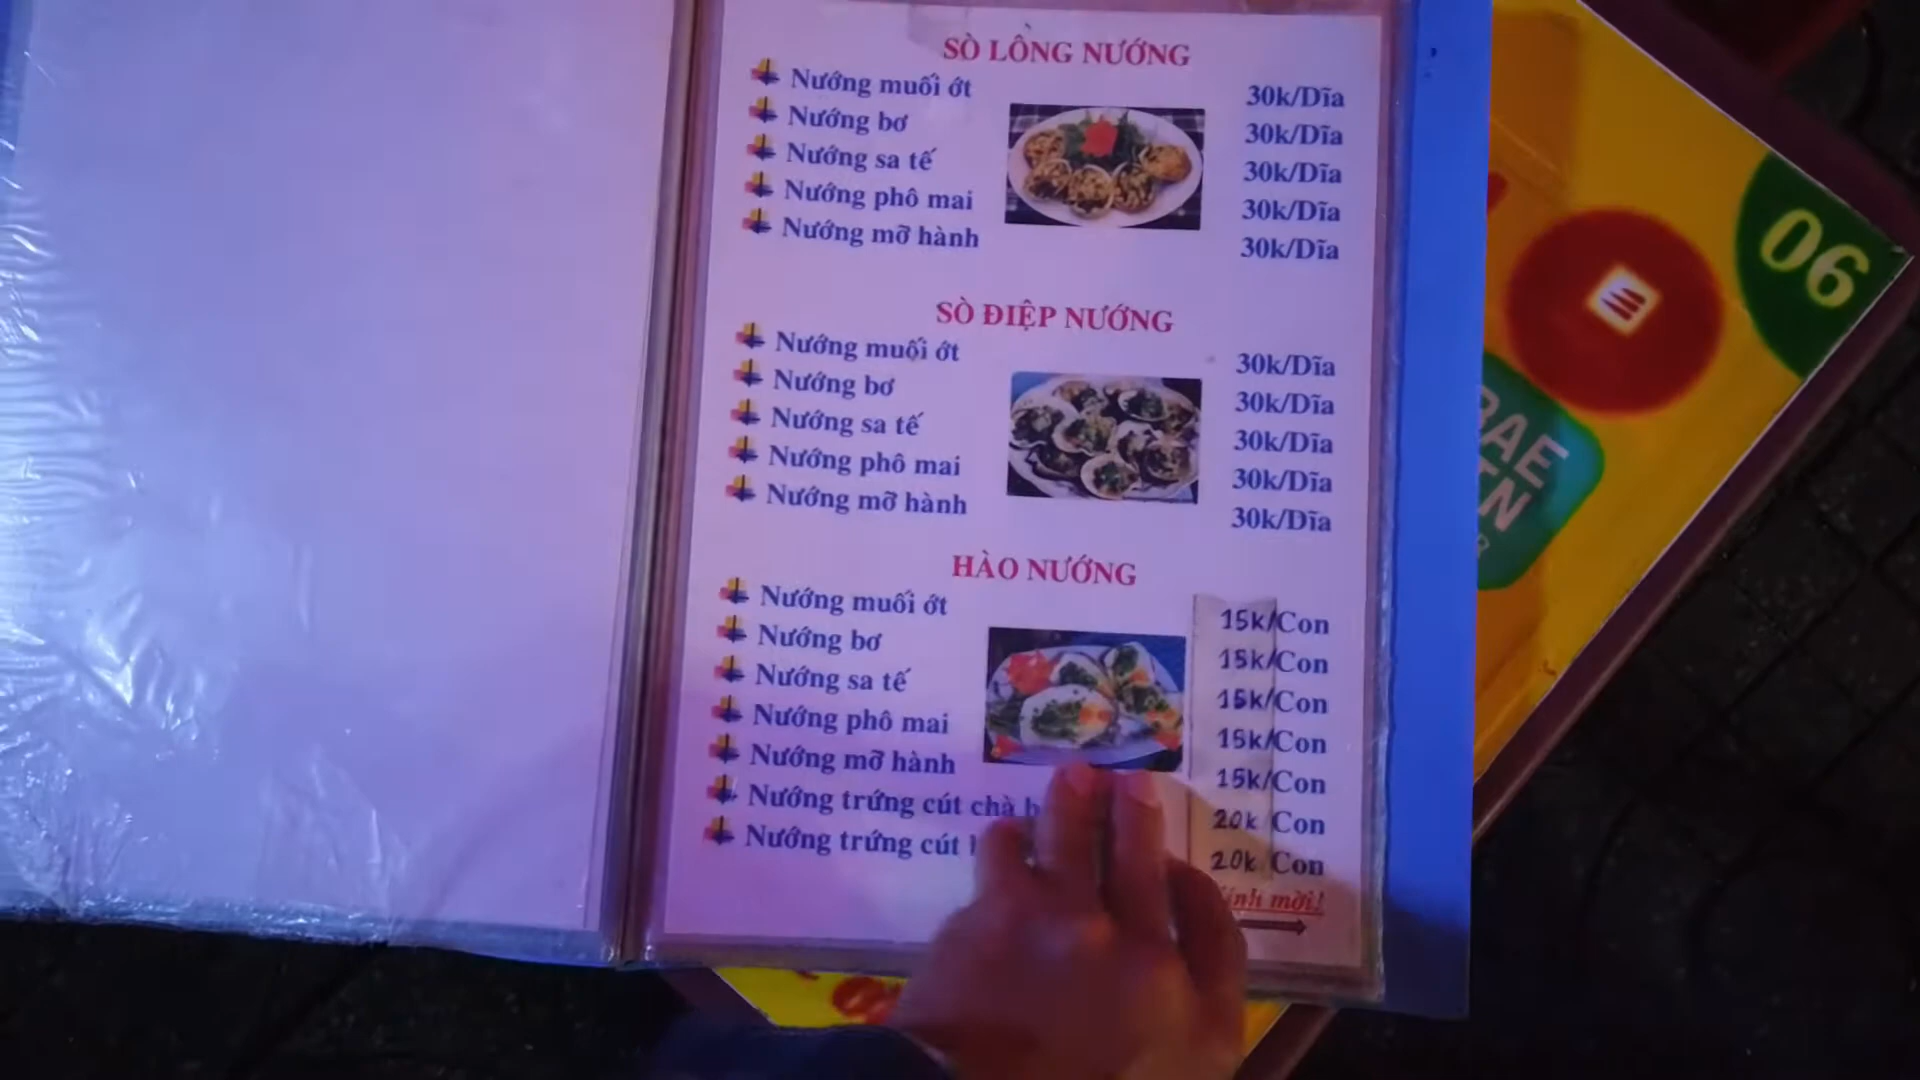 SÒ LÔNG NƯỚNG
Nướng muối ớt 30k/Dĩa
Nướng bơ 30k/Dĩa
Nướng sa tế 30k/Dĩa
Nướng phô mai 30k/Dĩa
Nướng mỡ hành 30k/Dĩa
SÒ ĐIỆP NƯỚNG
Nướng muối ớt 30k/Dĩa
Nướng bơ 30k/Dĩa
Nướng sa tế 30k/Dĩa
Nướng phô mai 30k/Dĩa
Nướng mỡ hành 30k/Dĩa
HÀO NƯỚNG
Nướng muối ớt 15k/Con
Nướng bơ 15k/Con
Nướng sa tế 15k/Con
Nướng phô mai 15k/Con
Nướng mỡ hành 15k/Con
Nướng trứng cút chà 20k Con
Nướng trứng cút 20k Con
mời!
06